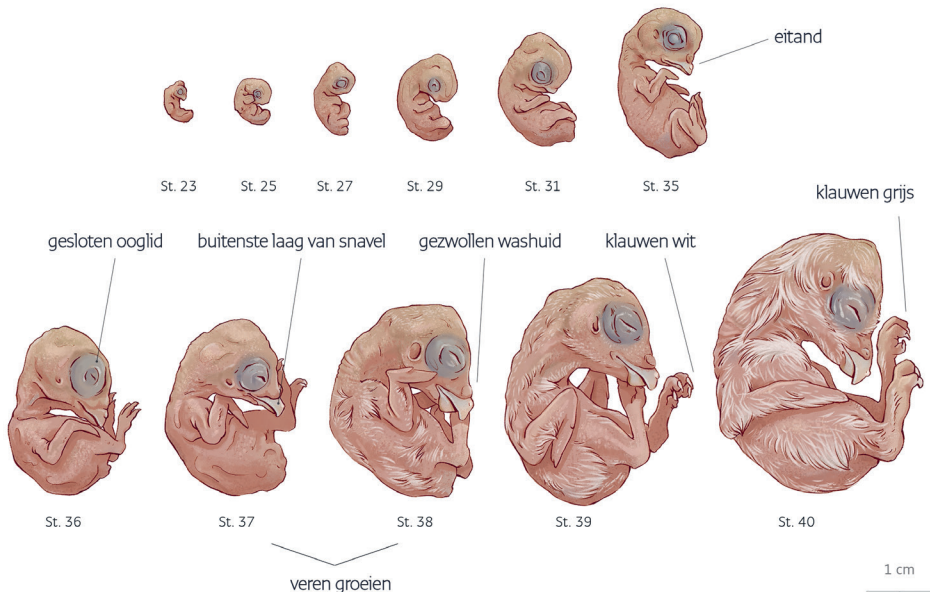 eitand
St. 23
St. 25
St. 27
St. 29
St. 31
St. 35
klauwen grijs
gesloten ooglid
buitenste laag van snavel
gezwollen washuid
klauwen wit
St. 36
St. 37
St. 38
St. 39
St. 40
veren groeien
1 cm